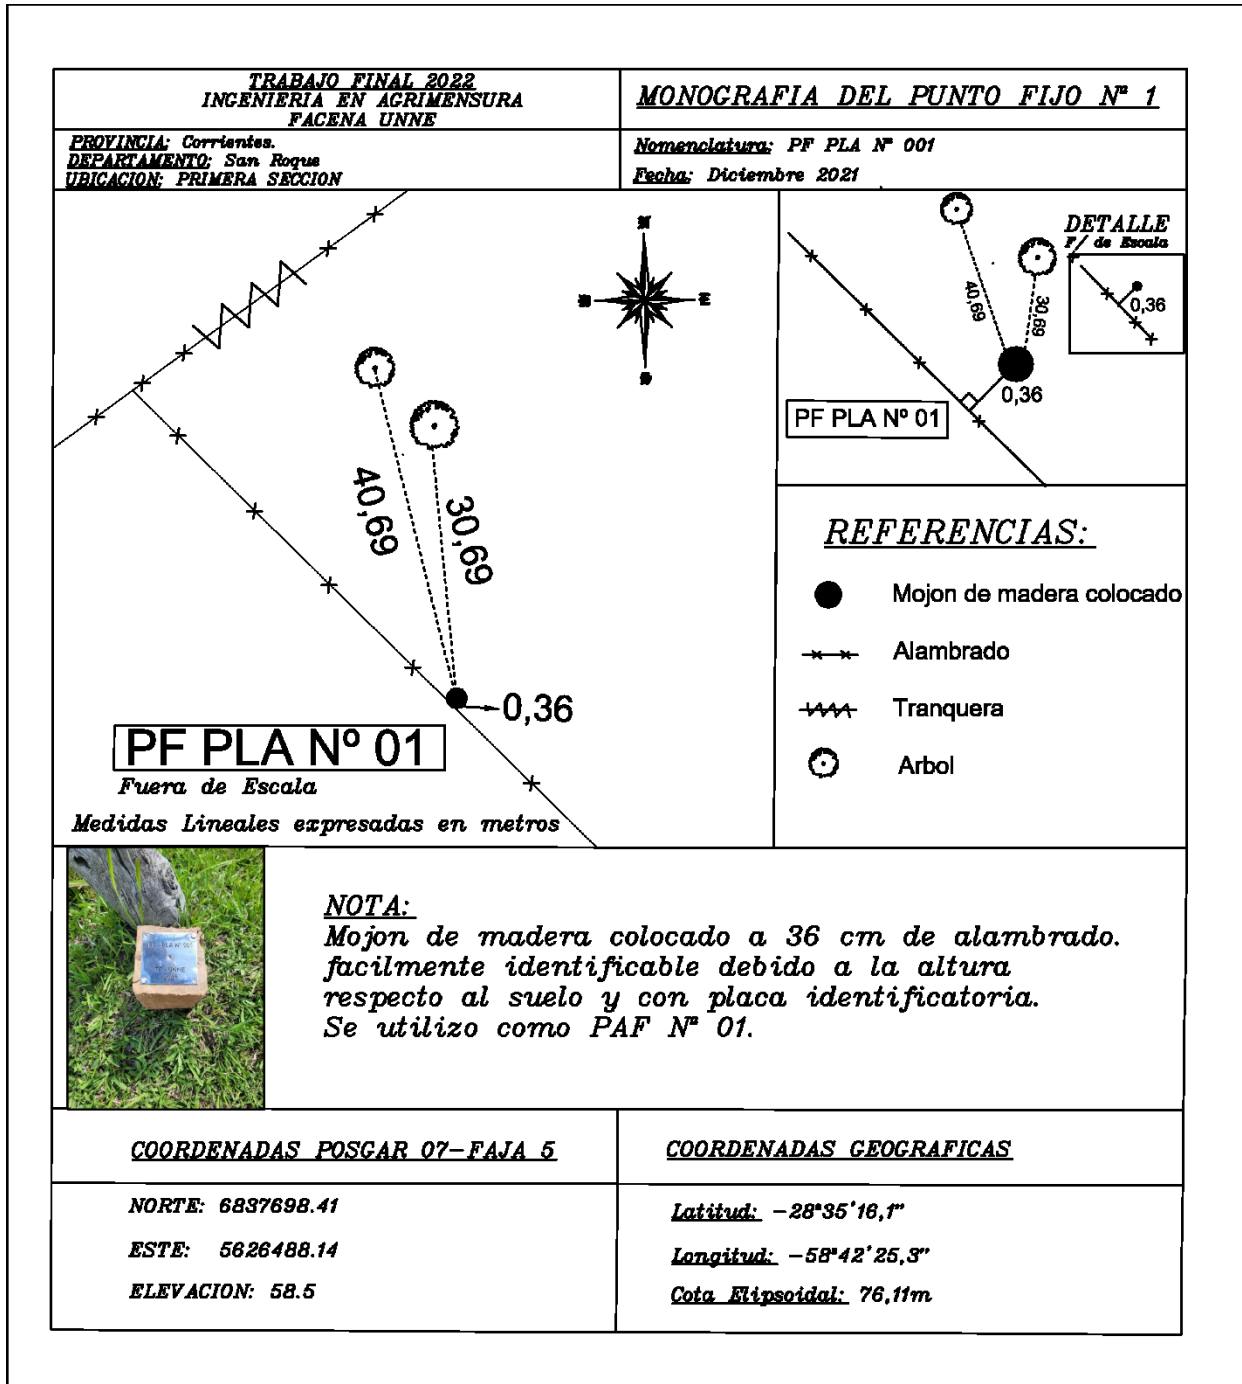 TRABAJO FINAL 2022
INGENIERIA EN AGRIMENSURA
FACENA UNNE
MONOGRAFIA DEL PUNTO FIJO Nº 1
PROVINCIA: Corrientes.
DEPARTAMENTO: San Roque
UBICACION: PRIMERA SECCION
Nomenclatura: PF PLA Nº 001
Fecha: Diciembre 2021
N
E
40,69
30,69
0,36
PF PLA Nº 01
Fuera de Escala
Medidas Lineales expresadas en metros
DETALLE
F/ de Escala
0,36
40,69
30,69
0,36
PF PLA Nº 01
REFERENCIAS:
Mojon de madera colocado
Alambrado
Tranquera
Arbol
NOTA:
Mojon de madera colocado a 36 cm de alambrado.
facilmente identificable debido a la altura
respecto al suelo y con placa identificatoria.
Se utilizo como PAF Nº 01.
COORDENADAS POSGAR 07-FAJA 5
NORTE: 6837698.41
ESTE: 5626488.14
ELEVACION: 58.5
COORDENADAS GEOGRAFICAS
Latitud: -28°35'16,1"
Longitud: -58°42'25,3"
Cota Elipsoidal: 76,11m